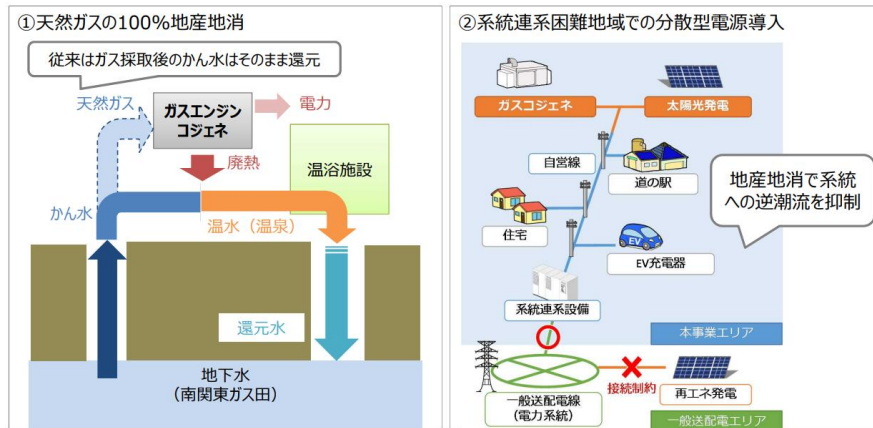 ①天然ガスの100%地産地消
従来はガス採取後のかん水はそのまま還元
天然ガス
ガスエンジン
コジェネ
電力
廃熱
温浴施設
かん水
温水（温泉）
還元水
地下水
（南関東ガス田）
②系統連系困難地域での分散型電源導入
ガスコジェネ
太陽光発電
自営線
道の駅
地産地消で系統
への逆潮流を抑制
住宅
EV
EV充電器
系統連系設備
本事業エリア
接続制約
再エネ発電
一般送配電線
（電力系統）
一般送配電エリア